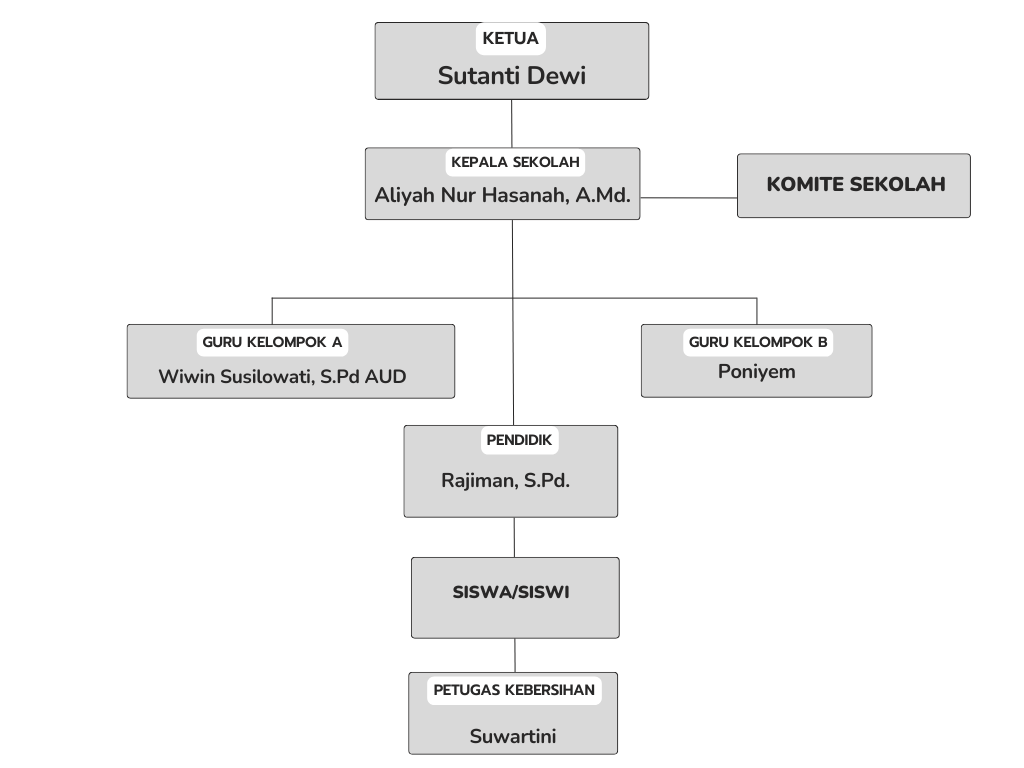 KETUA
Sutanti Dewi
KEPALA SEKOLAH
Aliyah Nur Hasanah, A.Md.
KOMITE SEKOLAH
GURU KELOMPOK A
Wiwin Susilowati, S.Pd AUD
GURU KELOMPOK B
Poniyem
PENDIDIK
Rajiman, S.Pd.
SISWA/SISWI
PETUGAS KEBERSIHAN
Suwartini